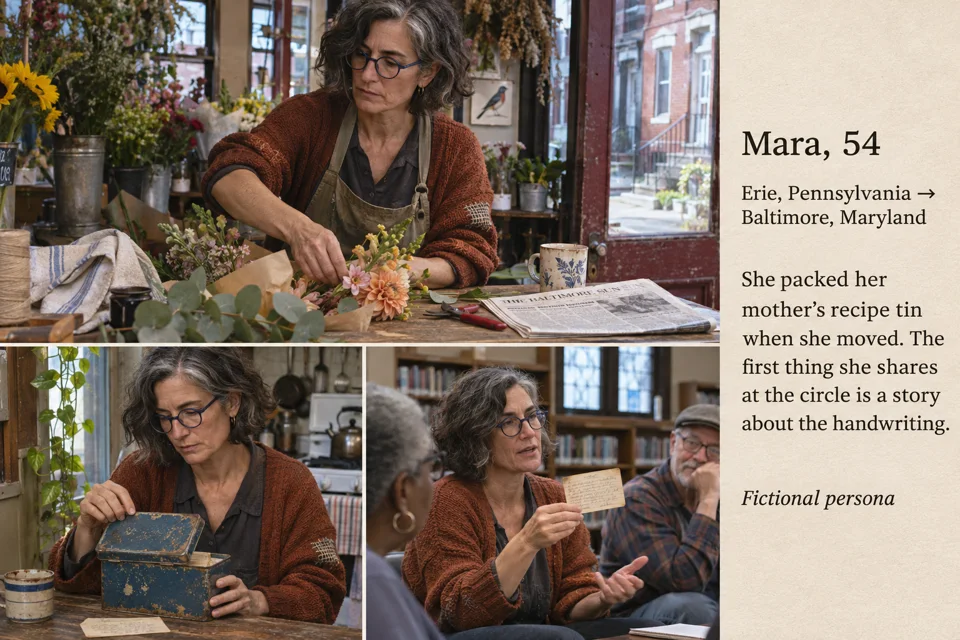 THE BALTIMORE SUN
Mara, 54
Erie, Pennsylvania →
Baltimore, Maryland
She packed her
mother’s recipe tin
when she moved. The
first thing she shares
at the circle is a story
about the handwriting.
Fictional persona